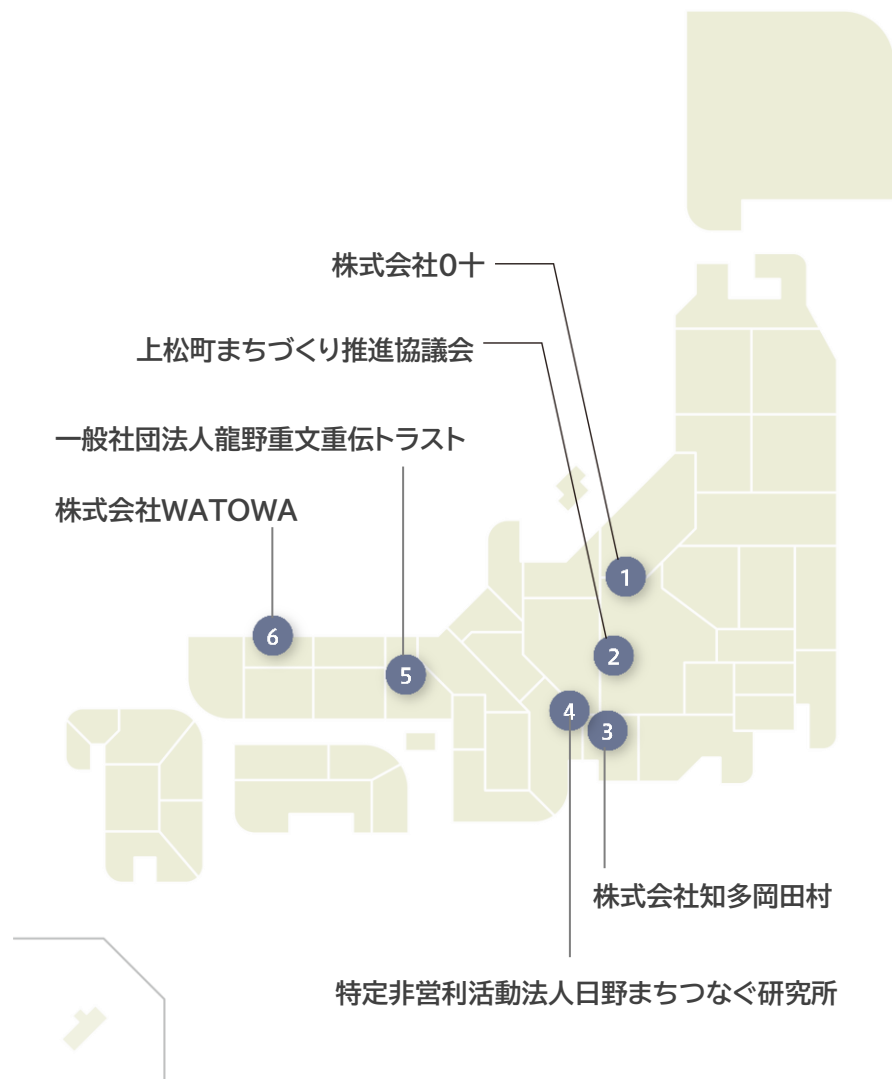 株式会社0十
上松町まちづくり推進協議会
一般社団法人龍野重文重伝トラスト
株式会社WATOWA
1
6
2
5
4
3
株式会社知多岡田村
特定非営利活動法人日野まちつなぐ研究所